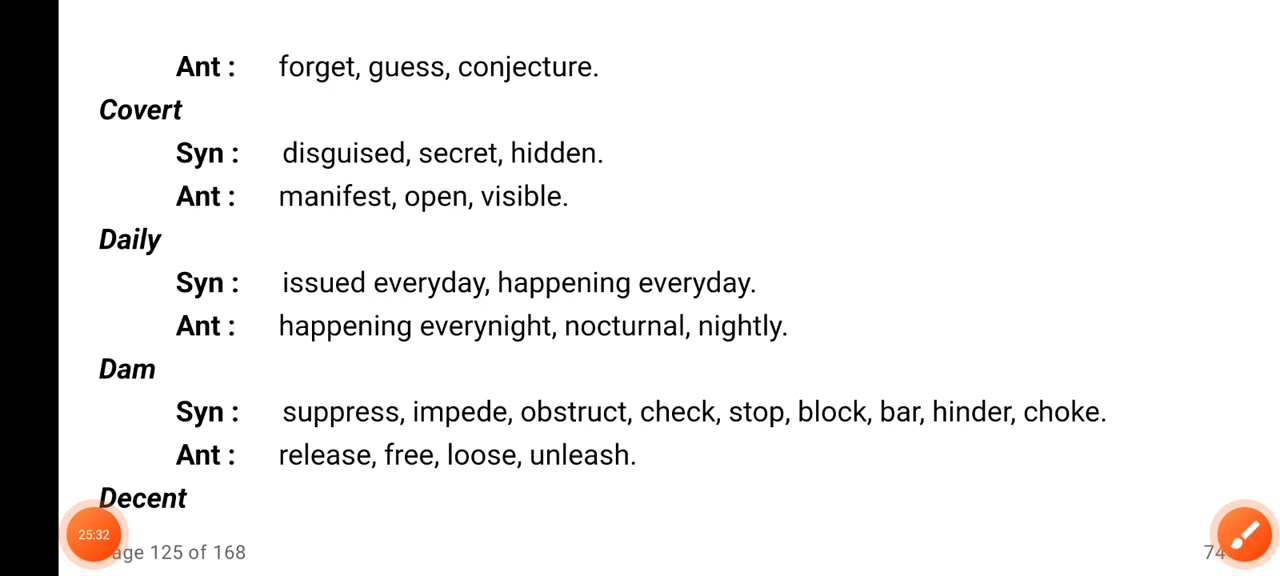 Ant : forget, guess, conjecture.
Covert
Syn : disguised, secret, hidden.
Ant : manifest, open, visible.
Daily
Syn : issued everyday, happening everyday.
Ant : happening everynight, nocturnal, nightly.
Dam
Syn : suppress, impede, obstruct, check, stop, block, bar, hinder, choke.
Ant : release, free, loose, unleash.
Decent
25:32
age 125 of 168
74